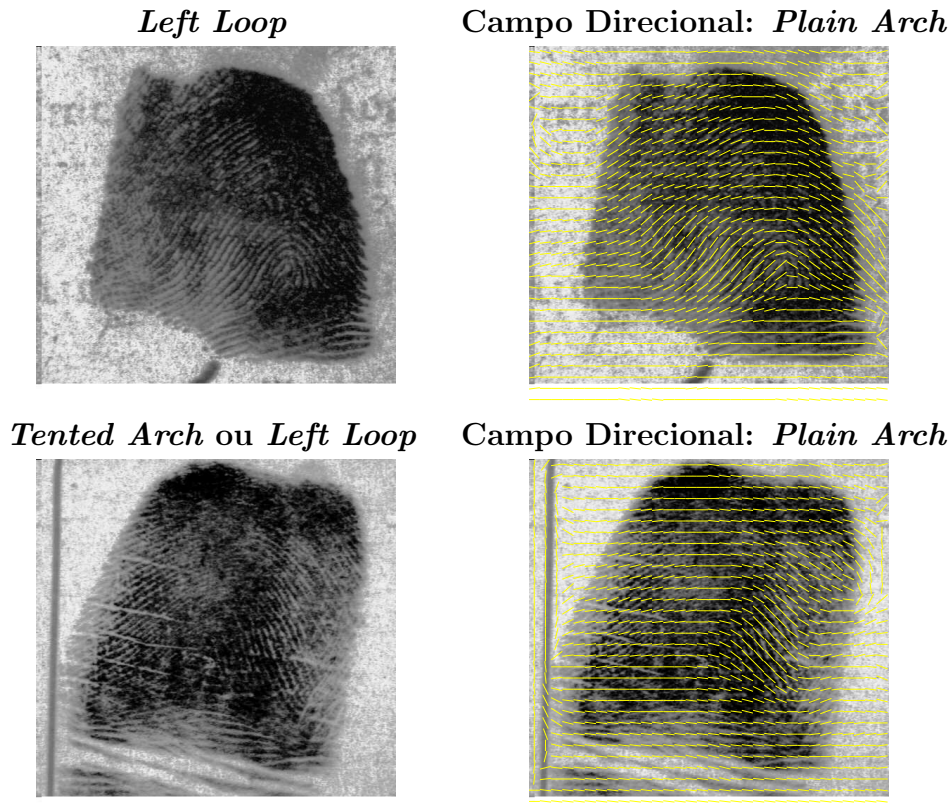 Left Loop
Campo Direcional: Plain Arch
Tented Arch ou Left Loop
Campo Direcional: Plain Arch